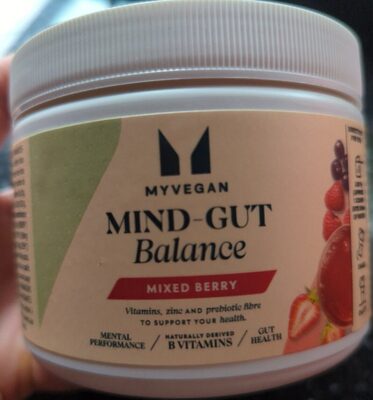 MYVEGAN
MIND-GUT
Balance
MIXED BERRY
Vitamins, zinc AND prebiotic fibre
TO SUPPORT YOUR health.
MENTAL PERFORMANCE / NATURALLY DERIVED B VITAMINS / GUT HEALTH